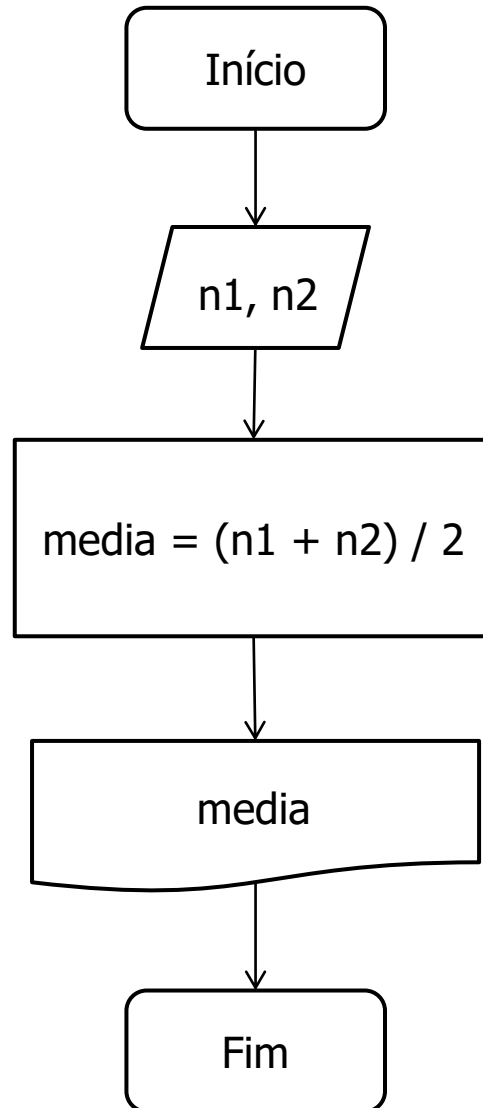 Início
n1, n2
media = (n1 + n2) / 2
media
Fim